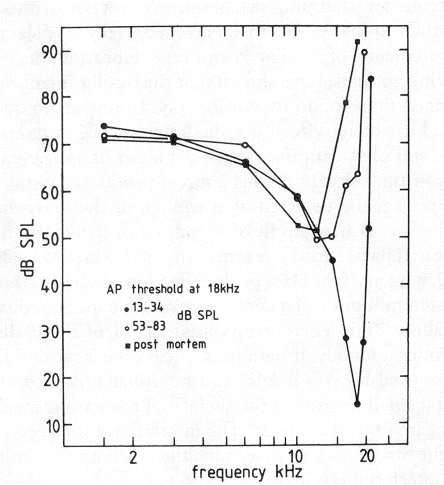 90
80
70
60
50
40
30
20
10
dB SPL
AP threshold at 18kHz
• 13-34 dB SPL
○ 53-83
■ post mortem
2 10 20
frequency kHz